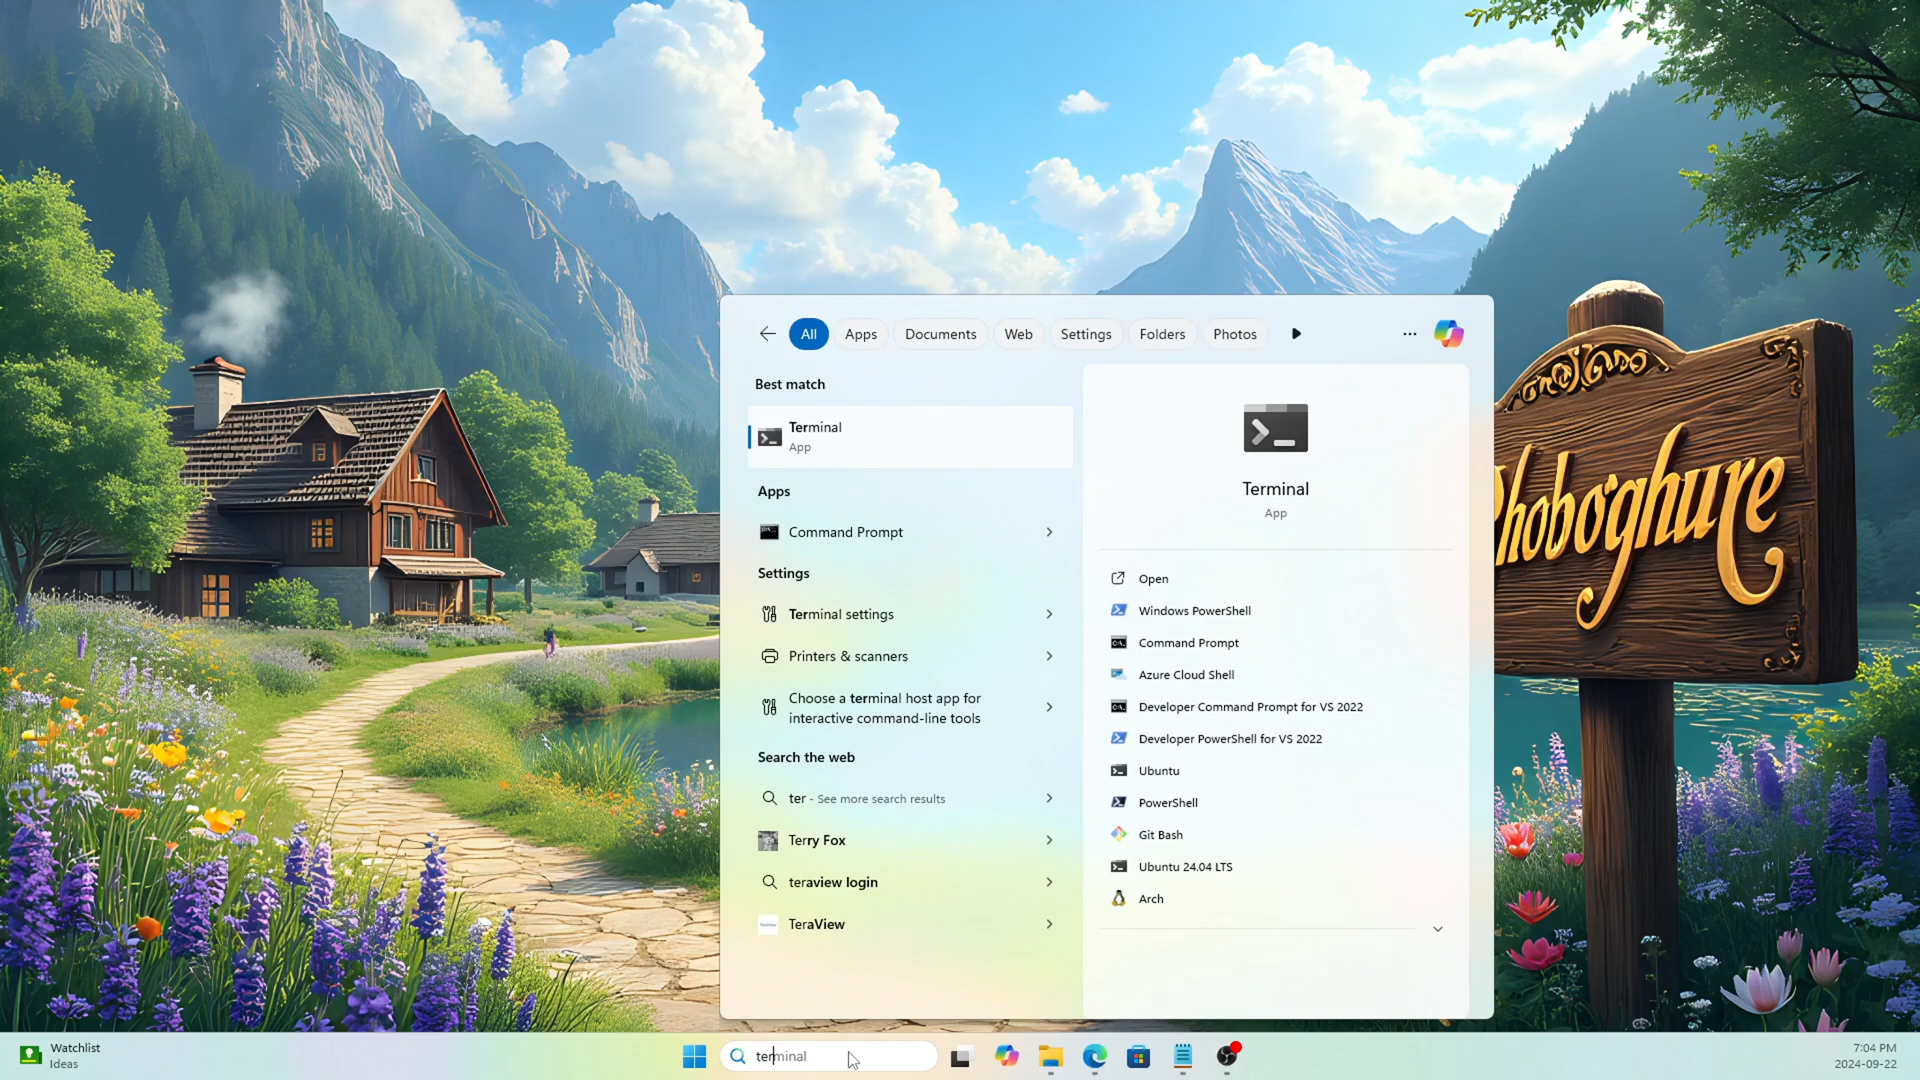 All
Apps
Documents
Web
Settings
Folders
Photos
Best match
Terminal
App
Apps
Command Prompt
Settings
Terminal settings
Printers & scanners
Choose a terminal host app for
interactive command-line tools
Search the web
ter - See more search results
Terry Fox
teraview login
TeraView
Terminal
App
Open
Windows PowerShell
Command Prompt
Azure Cloud Shell
Developer Command Prompt for VS 2022
Developer PowerShell for VS 2022
Ubuntu
PowerShell
Git Bash
Ubuntu 24.04 LTS
Arch
Watchlist
Ideas
terminal
7:04 PM
2024-09-22